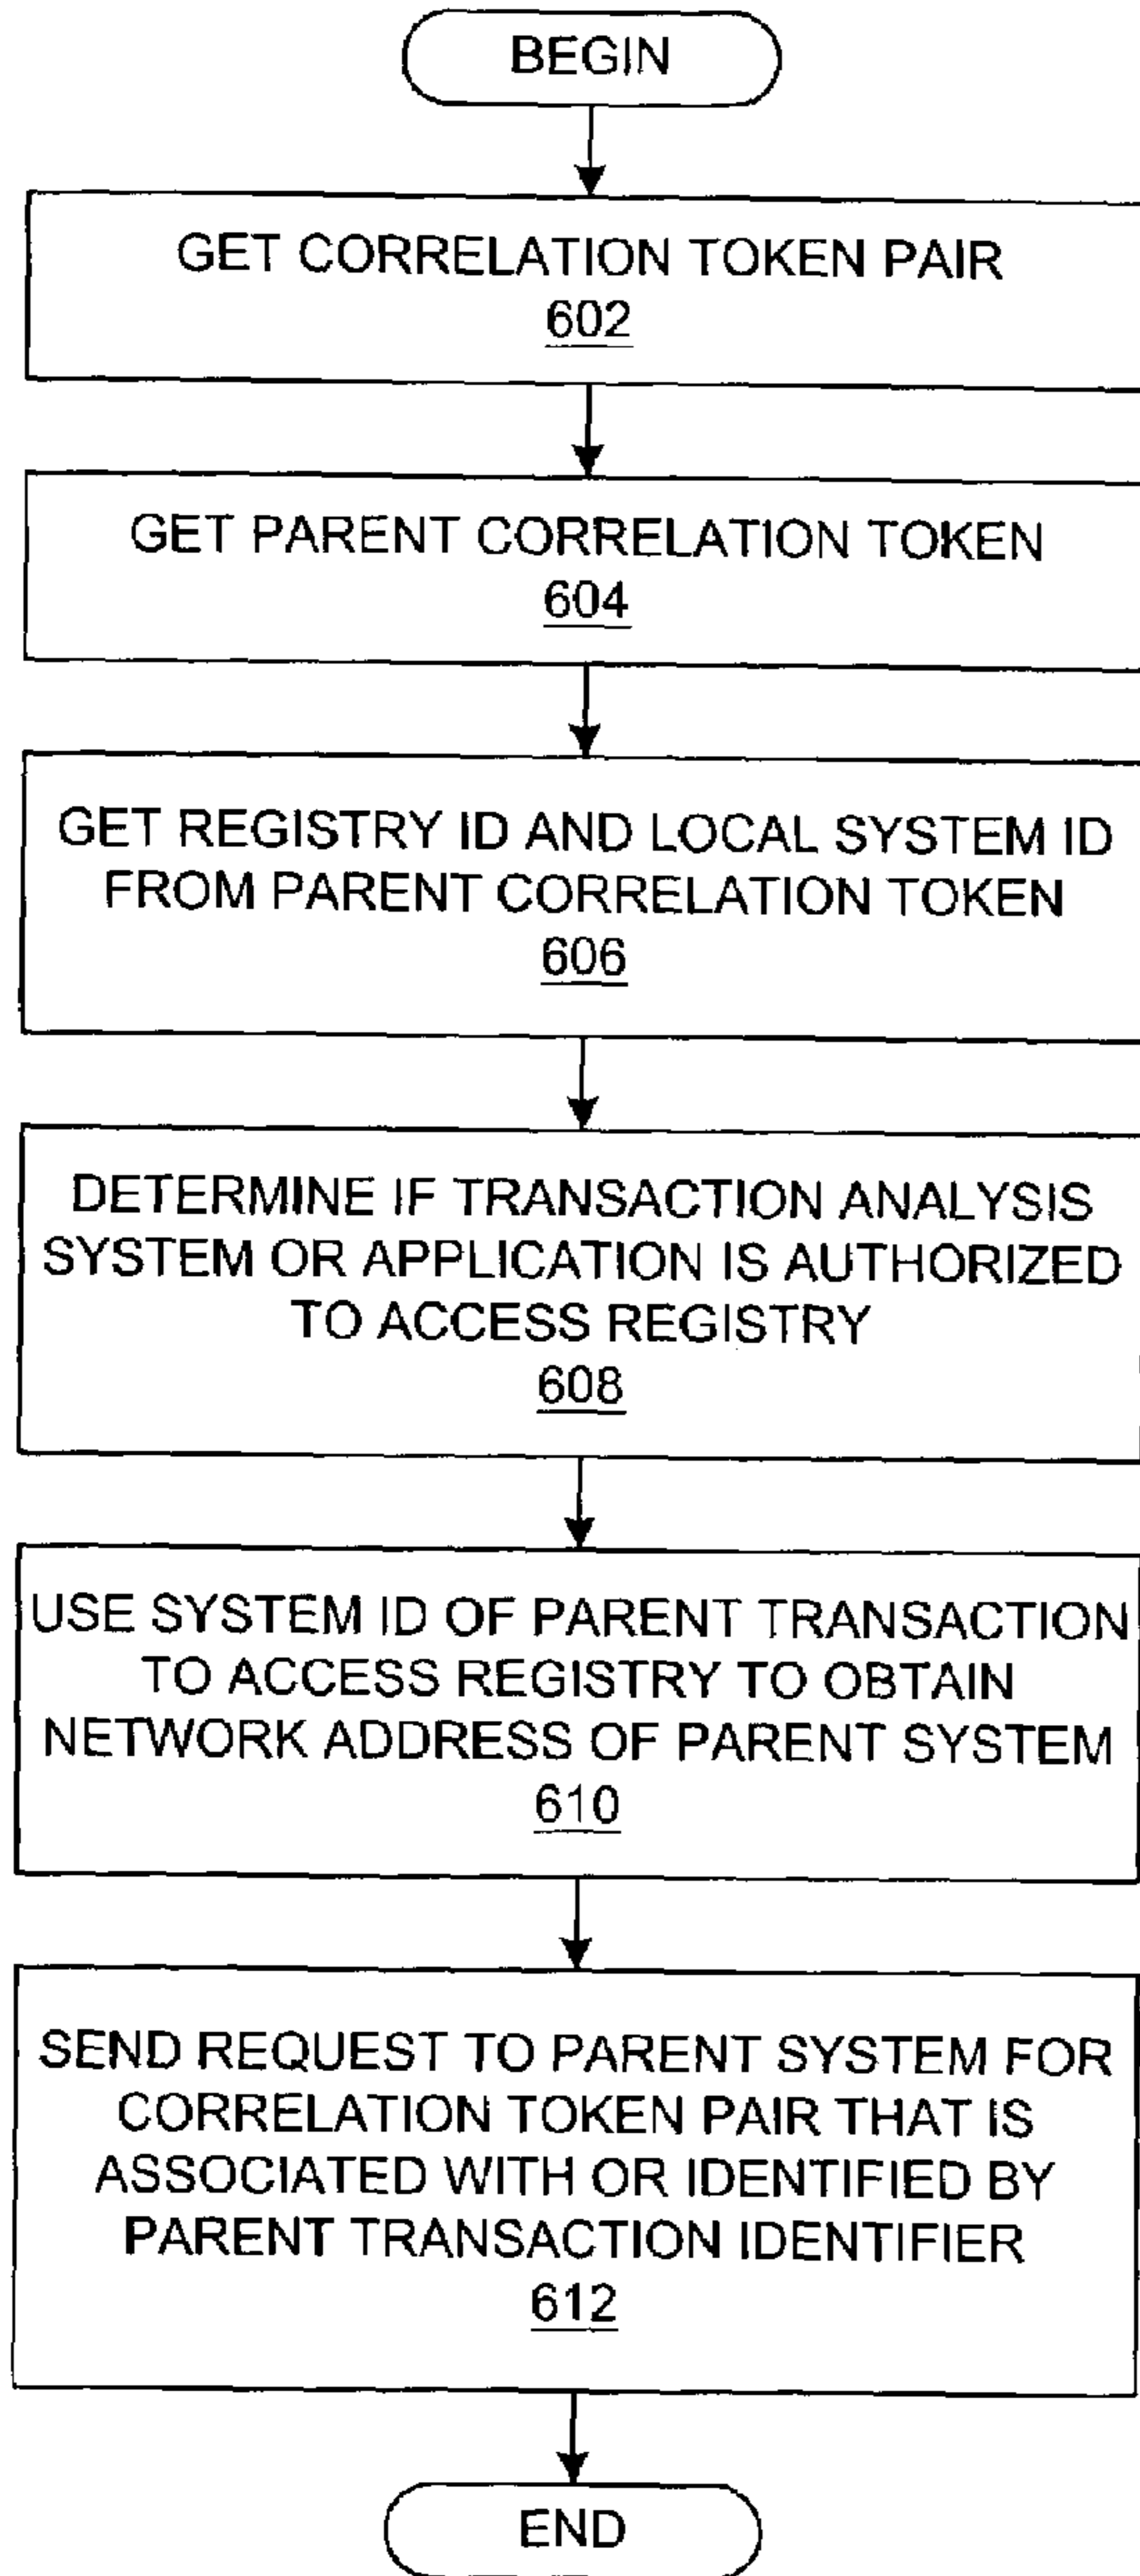 BEGIN
GET CORRELATION TOKEN PAIR
602
GET PARENT CORRELATION TOKEN
604
GET REGISTRY ID AND LOCAL SYSTEM ID
FROM PARENT CORRELATION TOKEN
606
DETERMINE IF TRANSACTION ANALYSIS
SYSTEM OR APPLICATION IS AUTHORIZED
TO ACCESS REGISTRY
608
USE SYSTEM ID OF PARENT TRANSACTION
TO ACCESS REGISTRY TO OBTAIN
NETWORK ADDRESS OF PARENT SYSTEM
610
SEND REQUEST TO PARENT SYSTEM FOR
CORRELATION TOKEN PAIR THAT IS
ASSOCIATED WITH OR IDENTIFIED BY
PARENT TRANSACTION IDENTIFIER
612
END